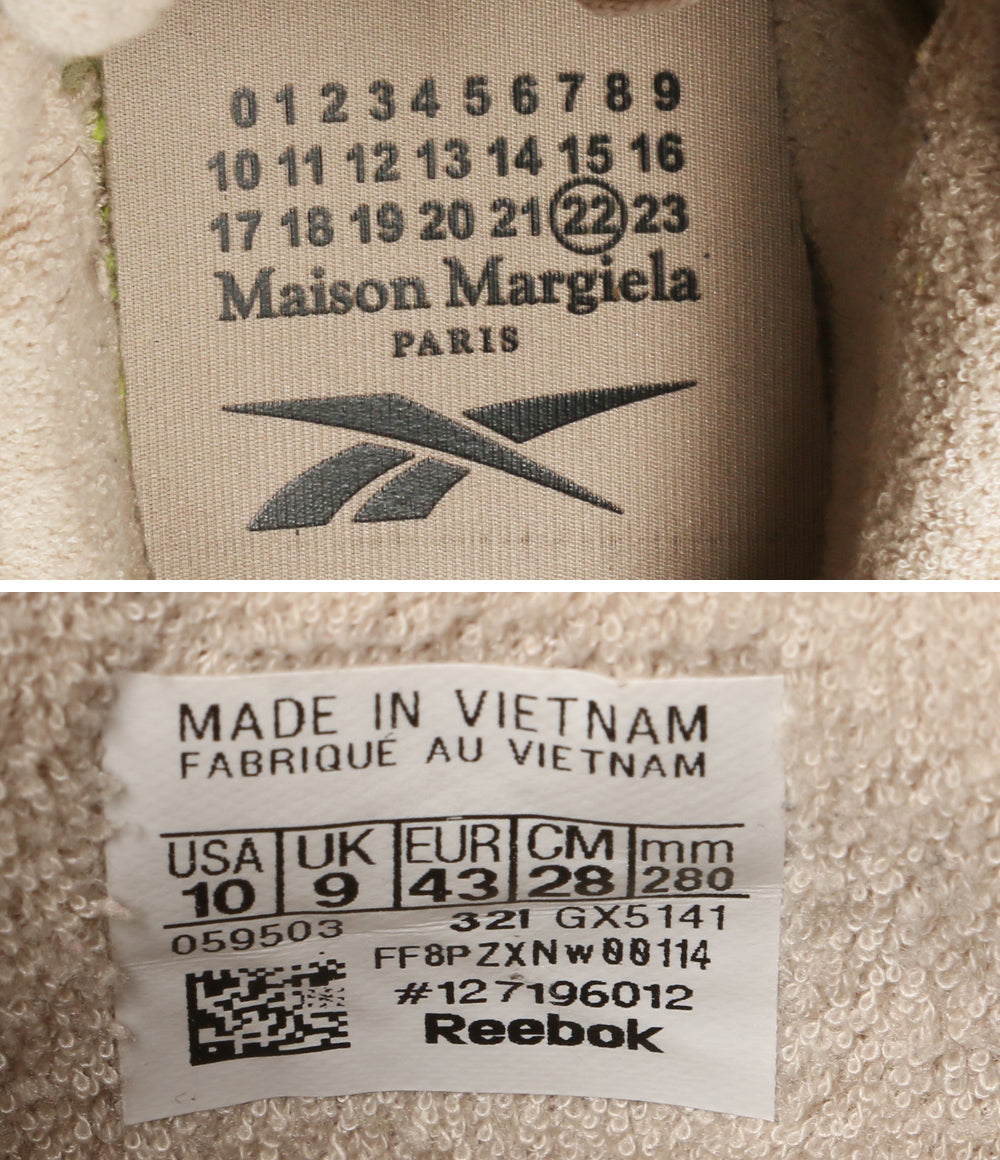 0 1 2 3 4 5 6 7 8 9
10 11 12 13 14 15 16
17 18 19 20 21 22 23
Maison Margiela
PARIS
MADE IN VIETNAM
FABRIQUÉ AU VIETNAM
USA UK EUR CM mm
10 9 43 28 280
059503 321 GX5141
FF8PZXNW00114
#127196012
Reebok